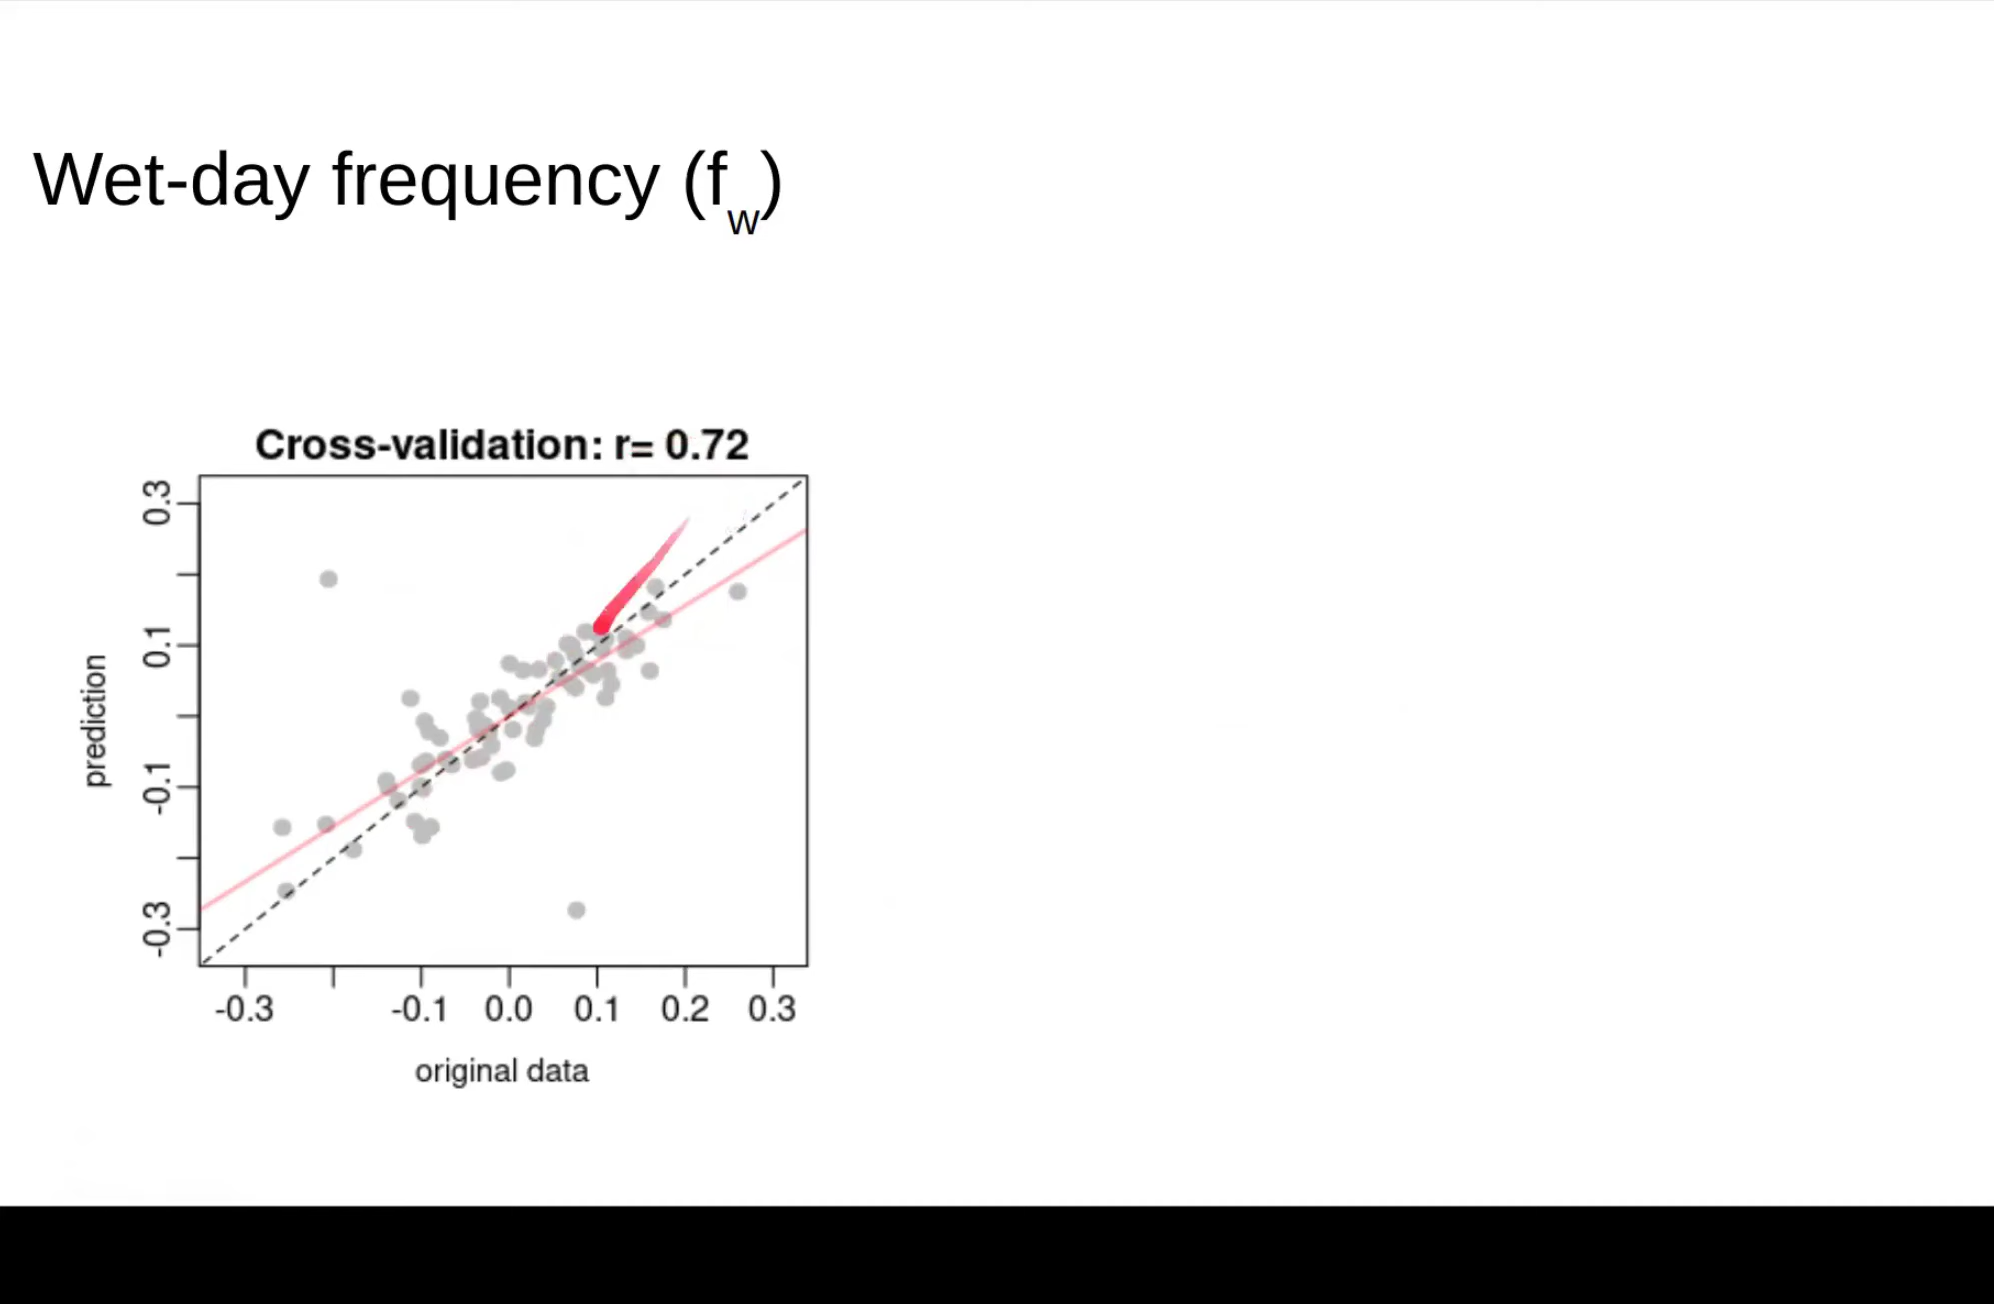 Wet-day frequency (fw)
Cross-validation: r= 0.72
0.3
0.1
-0.1
-0.3
prediction
-0.3 -0.1 0.0 0.1 0.2 0.3
original data